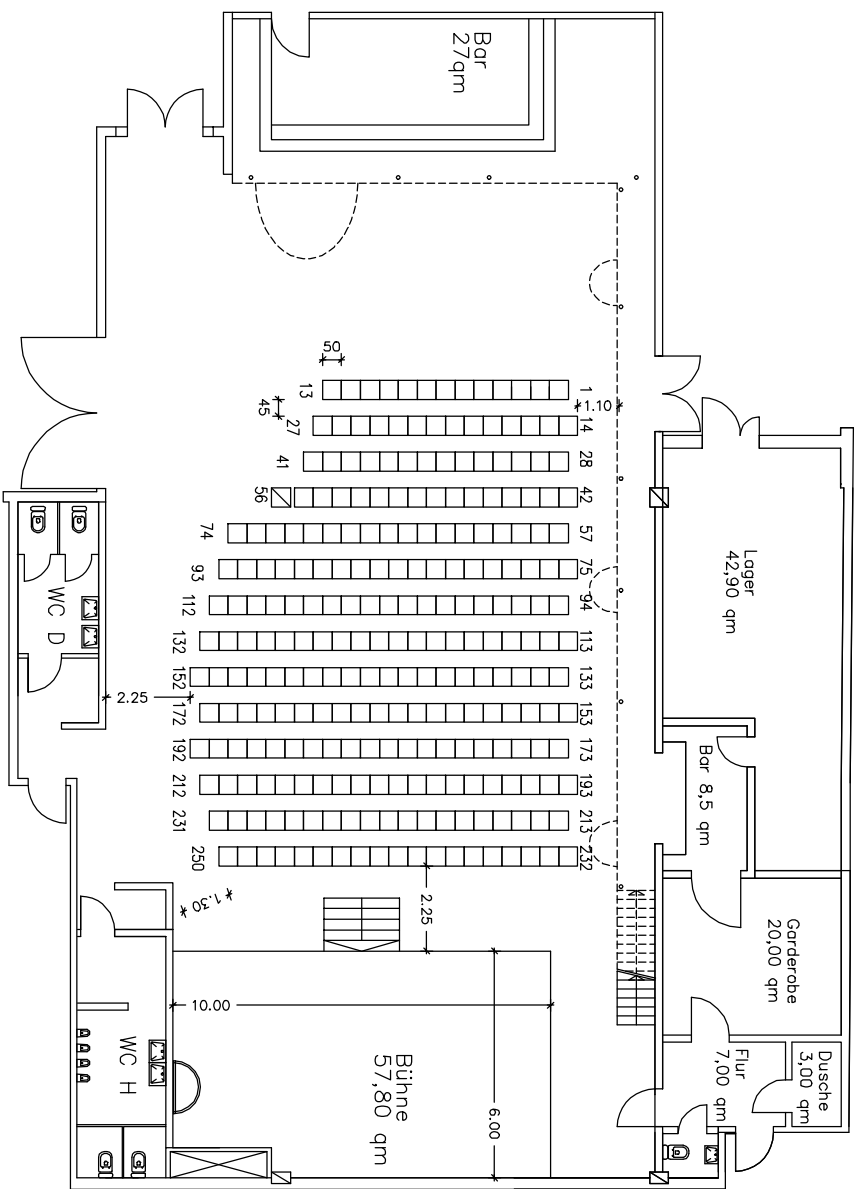 Bar
27qm
50
13
1
1.10
45
27
14
41
28
56
42
74
57
93
75
112
94
132
113
152
133
2.25
172
153
192
173
212
193
231
213
250
232
1.30
2.25
10.00
6.00
Bühne
57,80 qm
WC D
WC H
Lager
42,90 qm
Bar 8,5 qm
Garderobe
20,00 qm
Flur
7,00 qm
Dusche
3,00 qm